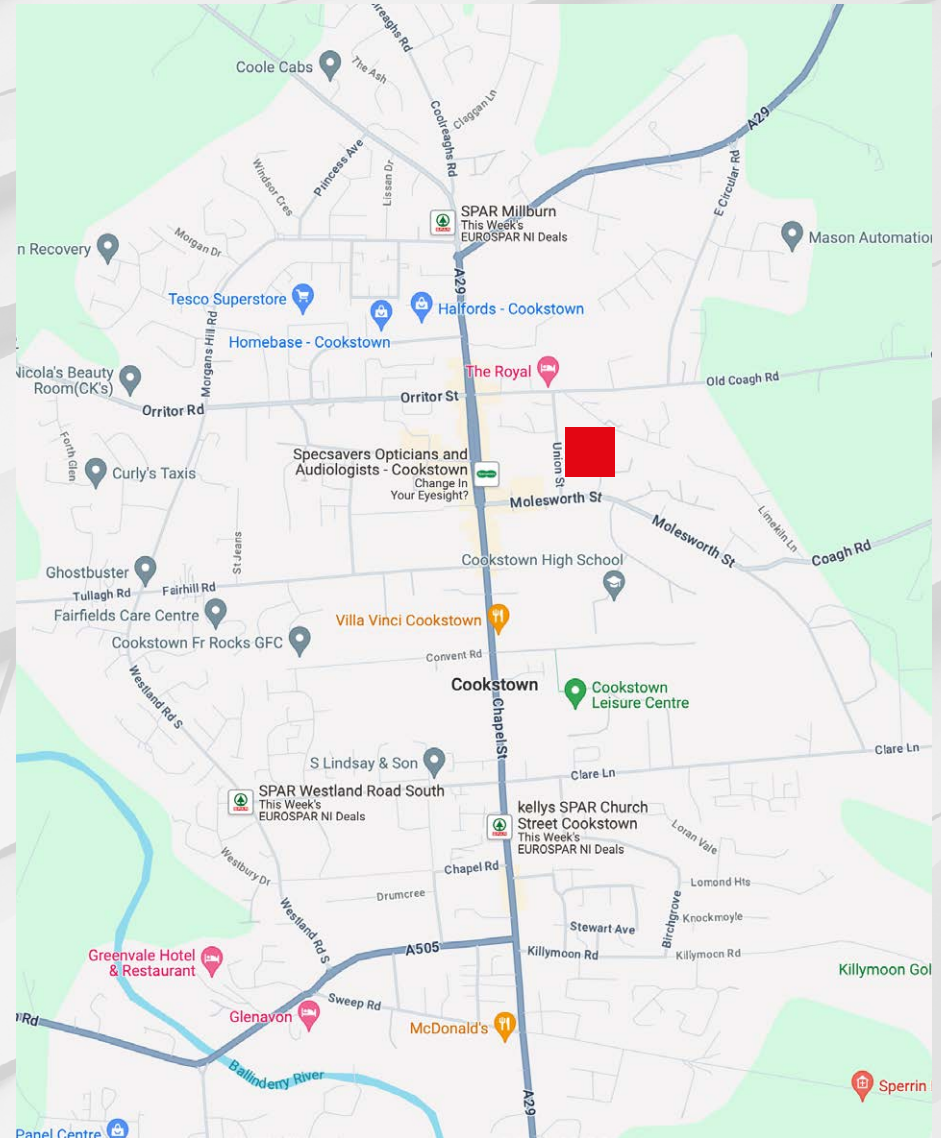 Coolreaghs Rd
Coole Cabs
The Ash
Claggan Ln
Coolreaghs Rd
A29
Princess Ave
Lissan Dr
Windsor Cres
E Circular Rd
SPAR Millburn
This Week's
EUROSPAR NI Deals
Mason Automation
n Recovery
Morgan Dr
A29
Tesco Superstore
Halfords - Cookstown
Homebase - Cookstown
Morgans Hill Rd
Nicola's Beauty
Room(CK's)
The Royal
Old Coagh Rd
Orritor St
Orritor Rd
Forth Glen
Curly's Taxis
Specsavers Opticians and
Audiologists - Cookstown
Change In
Your Eyesight?
Union St
Molesworth St
Molesworth St
Limekiln Ln
Coagh Rd
St Jeans
Cookstown High School
Ghostbuster
Tullagh Rd
Fairhill Rd
Fairfields Care Centre
Villa Vinci Cookstown
Cookstown Fr Rocks GFC
Convent Rd
Cookstown
Westland Rd S
Cookstown
Leisure Centre
Chapel St
Clare Ln
S Lindsay & Son
Clare Ln
SPAR Westland Road South
This Week's
EUROSPAR NI Deals
kellys SPAR Church
Street Cookstown
This Week's
EUROSPAR NI Deals
Loran Vale
Westbury Dr
Chapel Rd
Lomond Hts
Drumcree
Birchgrove
Knockmoyle
Westland Rd S
Stewart Ave
A505
Killymoon Rd
Killymoon Rd
Greenvale Hotel
& Restaurant
Killymoon Gol
Sweep Rd
Glenavon
McDonald's
n Rd
Ballinderry River
Sperrin
A29
Panel Centre